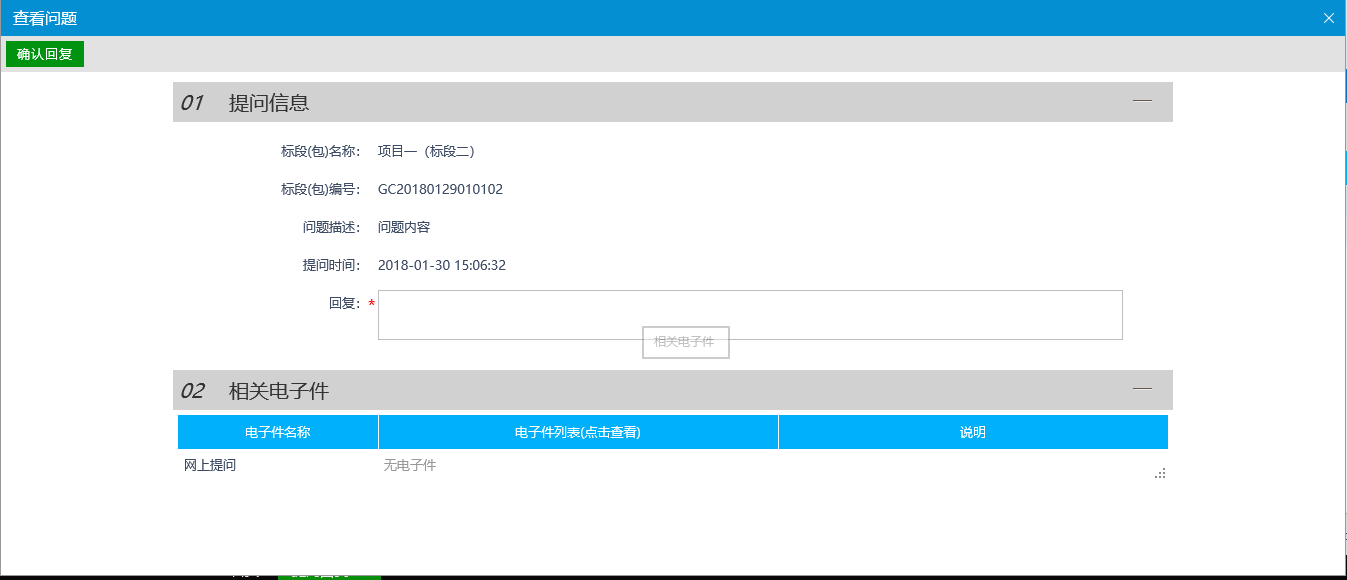 查看问题
确认回复
01 提问信息
标段(包)名称： 项目一（标段二）
标段(包)编号： GC20180129010102
问题描述： 问题内容
提问时间： 2018-01-30 15:06:32
回复： *
相关电子件
02 相关电子件
电子件名称 电子件列表(点击查看) 说明
网上提问 无电子件